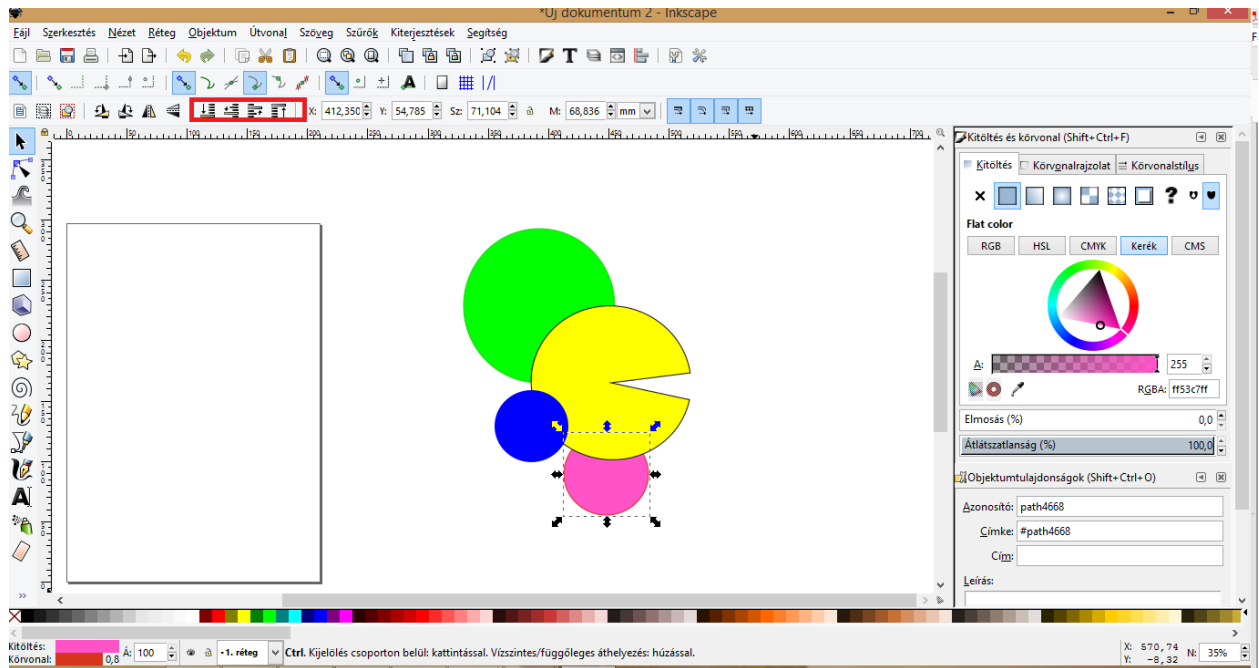 *Új dokumentum 2 - Inkscape
Fájl Szerkesztés Nézet Réteg Objektum Útvonal Szöveg Szűrők Kiterjesztések Segítség
X: 412,350 Y: 54,785 Sz: 71,104 M: 68,836 mm
Kitöltés és körvonal (Shift+Ctrl+F)
Kitöltés Körvonalrajzolat Körvonalstílus
Flat color
RGB HSL CMYK Kerék CMS
A: 255
RGBA: ff53c7ff
Elmosás (%) 0,0
Átlátszatlanság (%) 100,0
Objektumtulajdonságok (Shift+Ctrl+O)
Azonosító: path4668
Címke: #path4668
Cím:
Leírás:
Kitöltés:
Körvonal: 0,8 Á: 100 •1. réteg Ctrl. Kijelölés csoporton belül: kattintással. Vízszintes/függőleges áthelyezés: húzással. X: 570,74 Y: -8,32 N: 35%